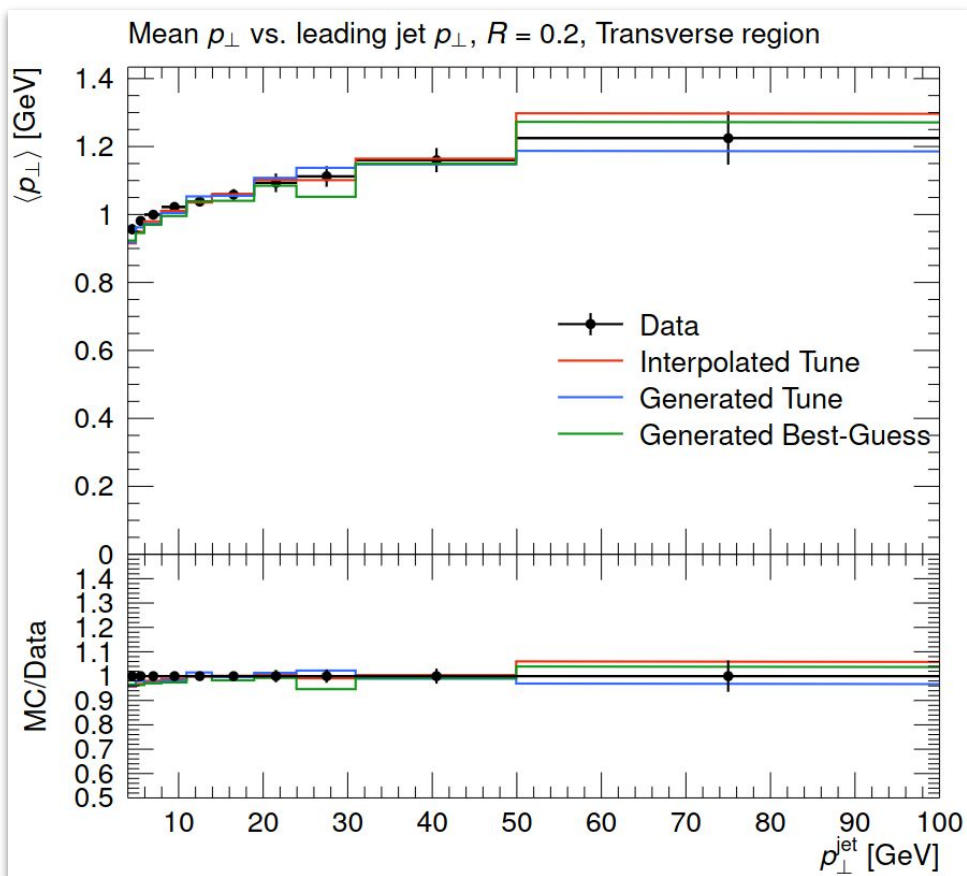 Mean p⊥ vs. leading jet p⊥, R = 0.2, Transverse region
⟨p⊥⟩ [GeV]
1.4
1.2
1
0.8
0.6
0.4
0.2
0
Data
Interpolated Tune
Generated Tune
Generated Best-Guess
MC/Data
1.4
1.3
1.2
1.1
1
0.9
0.8
0.7
0.6
0.5
10 20 30 40 50 60 70 80 90 100
p⊥^jet [GeV]